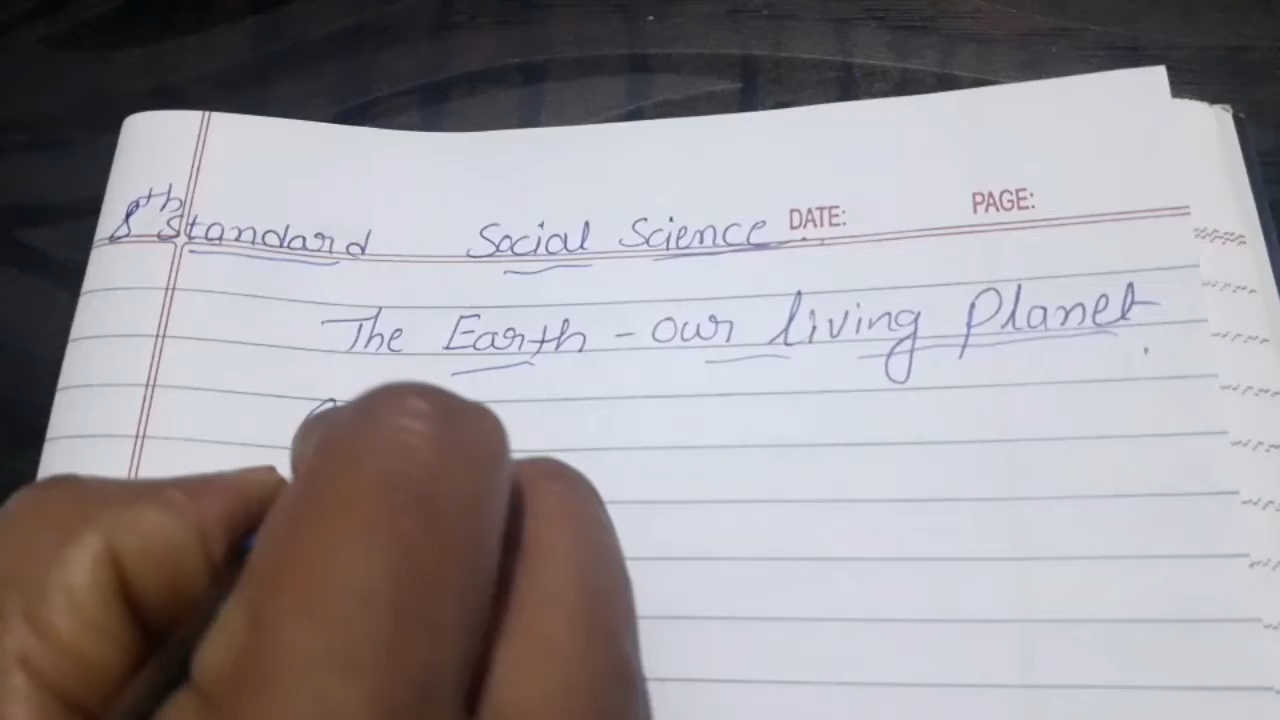 8th Standard Social Science DATE: PAGE:
The Earth - our living Planet